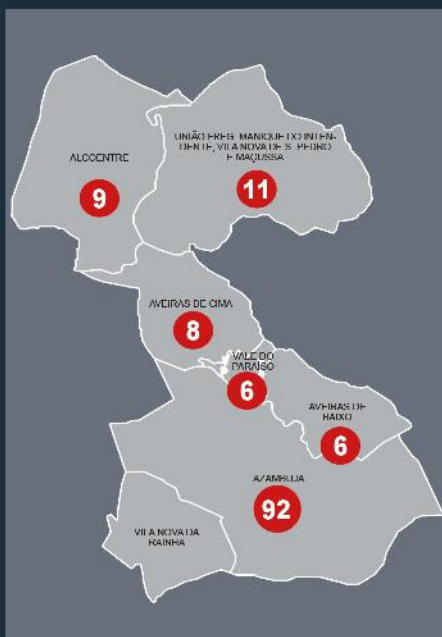 UNIÃO FREG. MANIQUE DO INTEN-
DENTE, VILA NOVA DE S. PEDRO
E MAÇUSSA
ALCOENTRE
9
11
AVEIRAS DE CIMA
8
VALE DO
PARAÍSO
6
AVEIRAS DE
BAIXO
6
AZAMBUJA
92
VILA NOVA DA
RAINHA